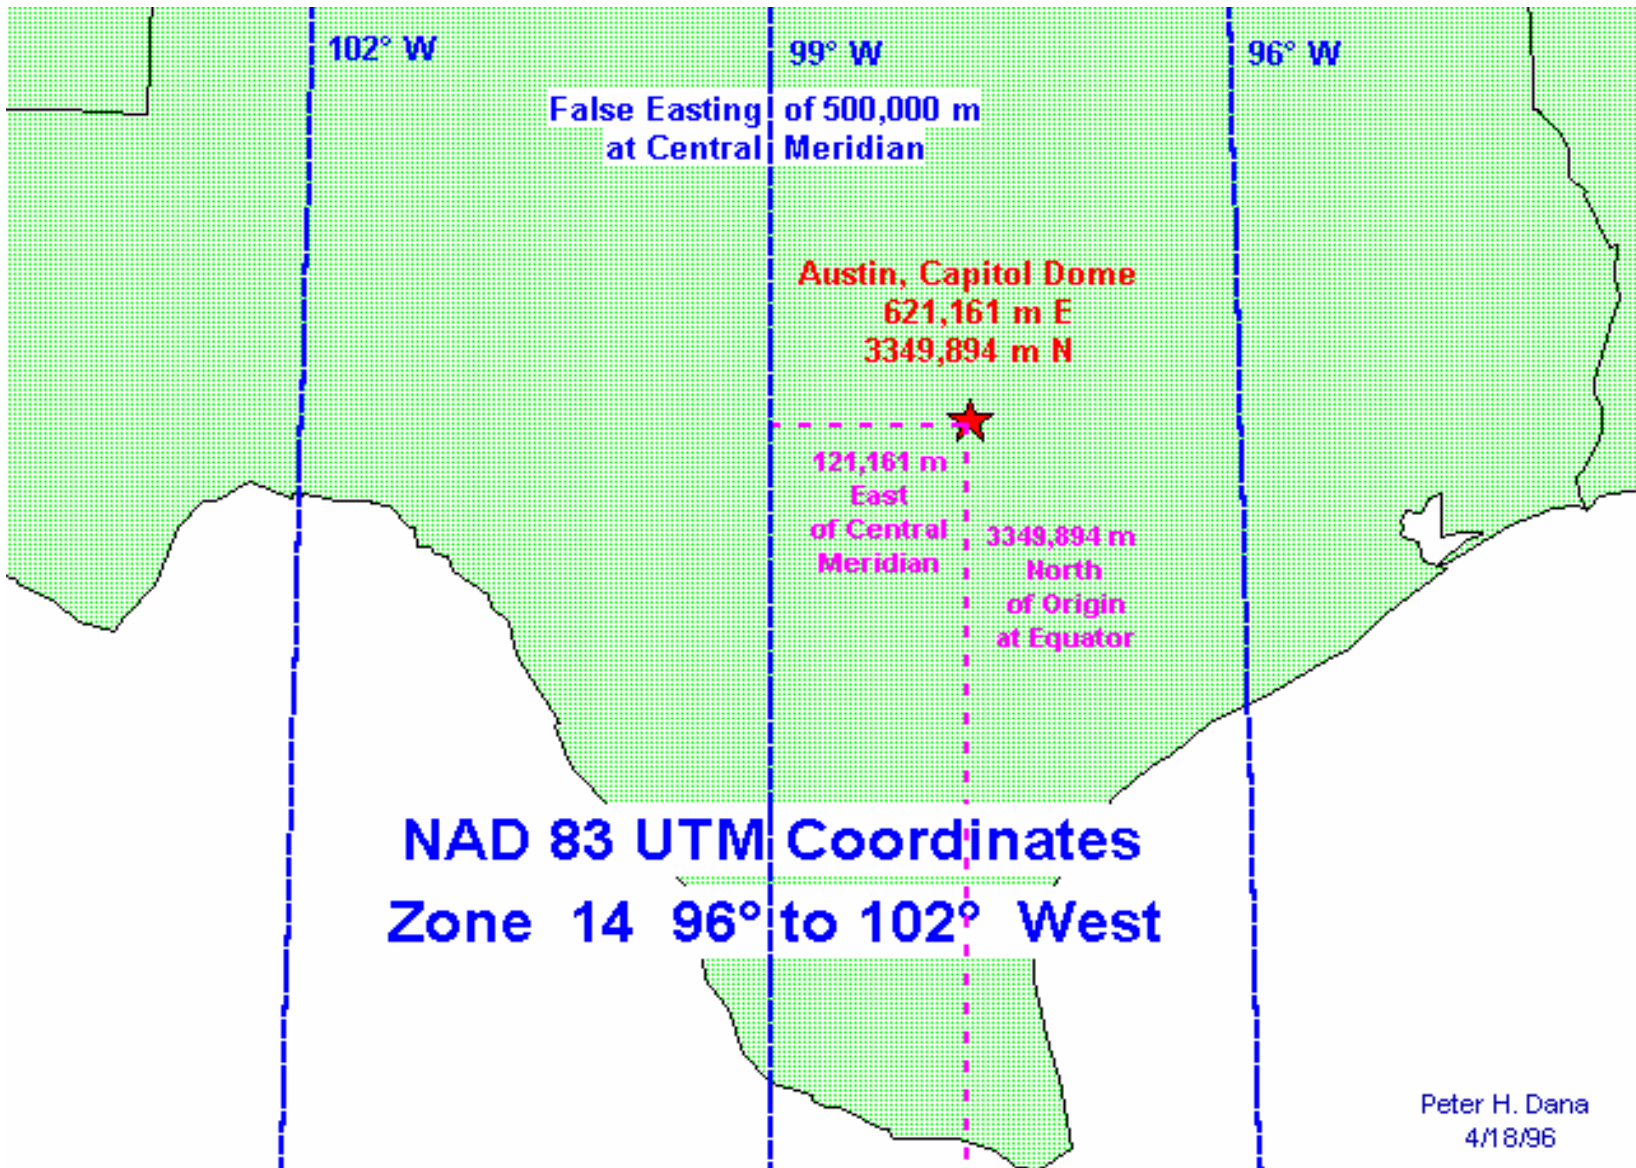 102° W
99° W
96° W
False Easting of 500,000 m
at Central Meridian
Austin, Capitol Dome
621,161 m E
3349,894 m N
121,161 m
East
of Central
Meridian
3349,894 m
North
of Origin
at Equator
NAD 83 UTM Coordinates
Zone 14 96° to 102° West
Peter H. Dana
4/18/96